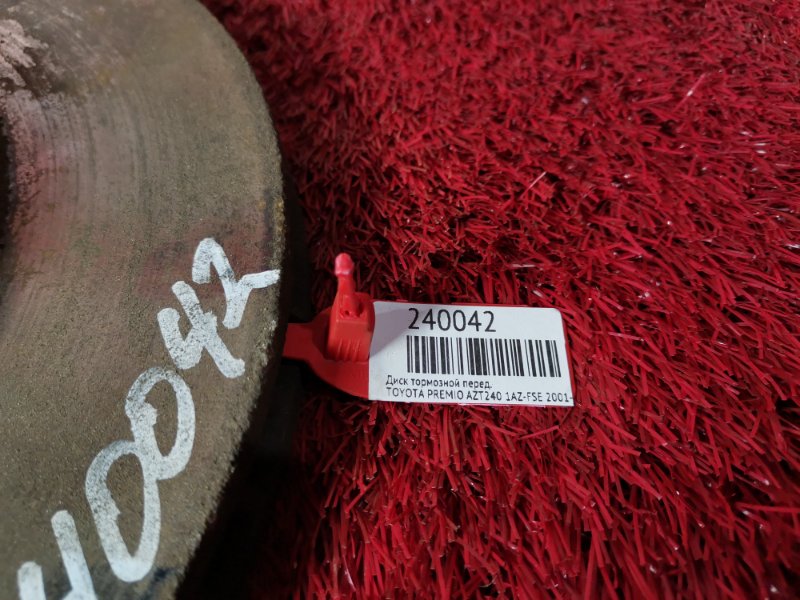 240042
Диск тормозной перед.
TOYOTA PREMIO AZT240 1AZ-FSE 2001-
40042